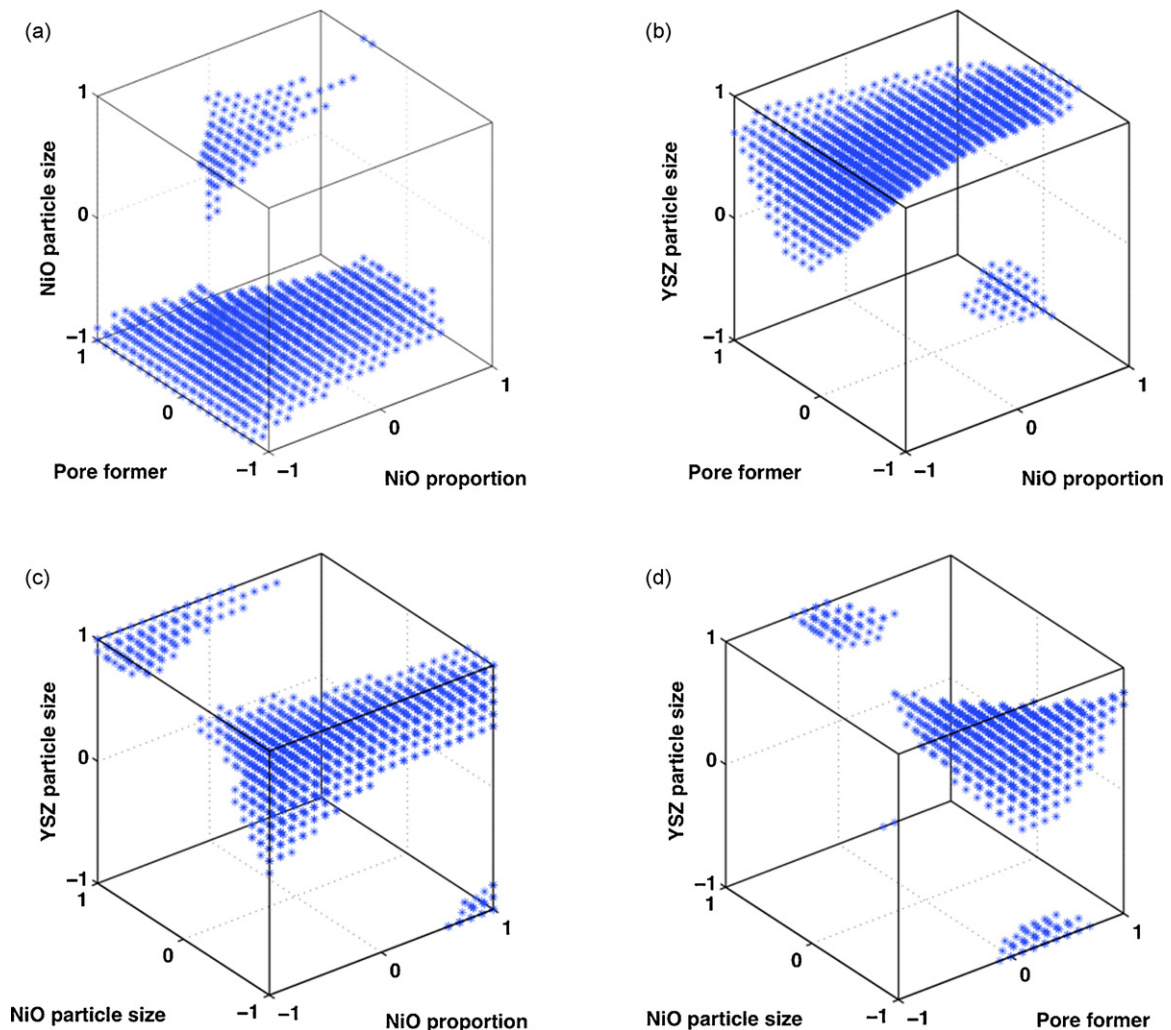 (a)
NiO particle size
1
0
−1
1
0
−1
−1
0
1
Pore former
NiO proportion
(b)
YSZ particle size
1
0
−1
1
0
−1
−1
0
1
Pore former
NiO proportion
(c)
YSZ particle size
1
0
−1
1
0
−1
−1
0
1
NiO particle size
NiO proportion
(d)
YSZ particle size
1
0
−1
1
0
−1
−1
0
1
NiO particle size
Pore former